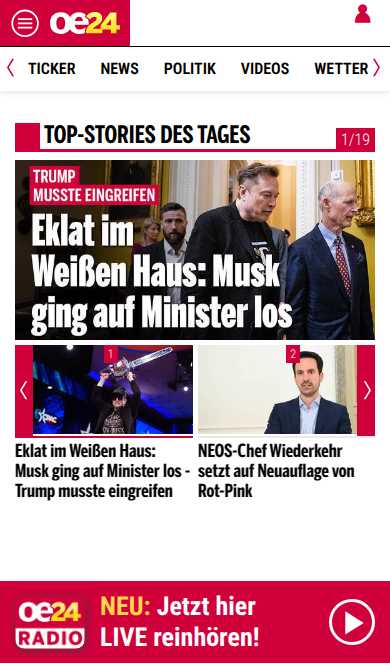 oe24
TICKER NEWS POLITIK VIDEOS WETTER
TOP-STORIES DES TAGES
1/19
TRUMP
MUSSTE EINGREIFEN
Eklat im
Weißen Haus: Musk
ging auf Minister los
1
2
Eklat im Weißen Haus:
Musk ging auf Minister los -
Trump musste eingreifen
NEOS-Chef Wiederkehr
setzt auf Neuauflage von
Rot-Pink
oe24
RADIO
NEU: Jetzt hier
LIVE reinhören!